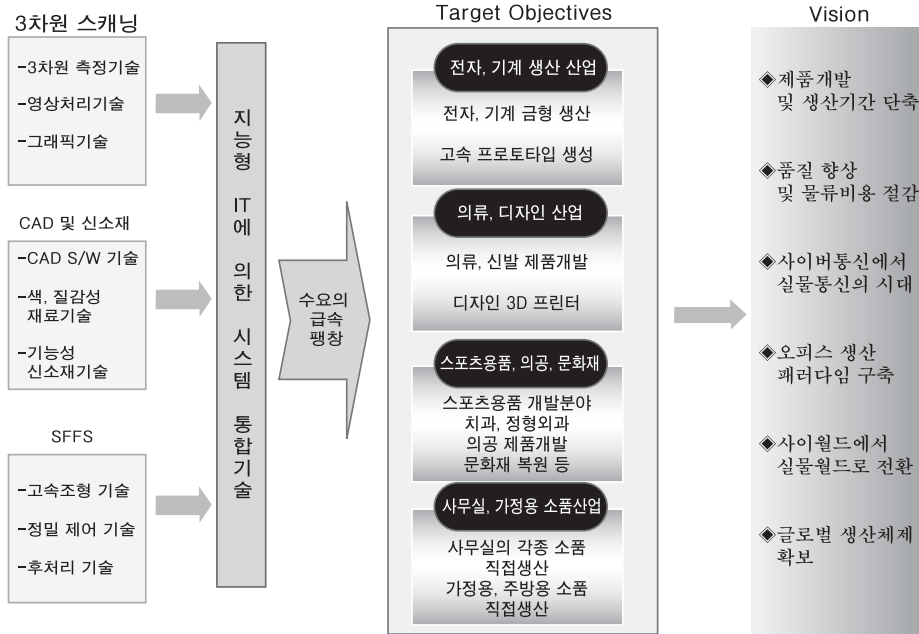 3차원 스캐닝
-3차원 측정기술
-영상처리기술
-그래픽기술
CAD 및 신소재
-CAD S/W 기술
-색, 질감성
재료기술
-기능성
신소재기술
SFFS
-고속조형 기술
-정밀 제어 기술
-후처리 기술
지능형 IT에 의한 시스템 통합기술
수요의
급속
팽창
Target Objectives
전자, 기계 생산 산업
전자, 기계 금형 생산
고속 프로토타입 생성
의류, 디자인 산업
의류, 신발 제품개발
디자인 3D 프린터
스포츠용품, 의공, 문화재
스포츠용품 개발분야
치과, 정형외과
의공 제품개발
문화재 복원 등
사무실, 가정용 소품산업
사무실의 각종 소품
직접생산
가정용, 주방용 소품
직접생산
Vision
◈제품개발
및 생산기간 단축
◈품질 향상
및 물류비용 절감
◈사이버통신에서
실물통신의 시대
◈오피스 생산
패러다임 구축
◈사이월드에서
실물월드로 전환
◈글로벌 생산체제
확보